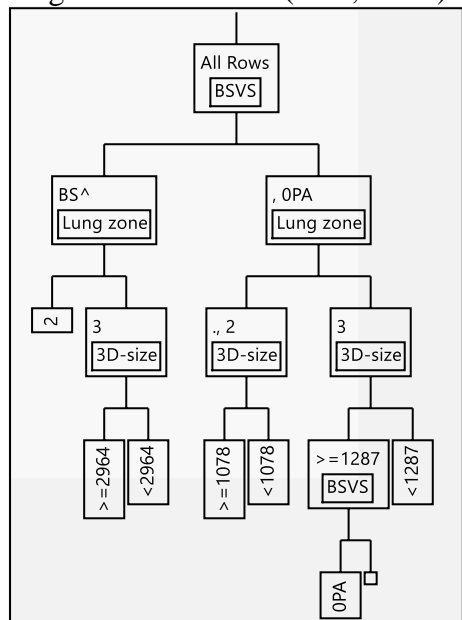 All Rows
BSVS
BS^
Lung zone
, 0PA
Lung zone
2
3
3D-size
., 2
3D-size
3
3D-size
>=2964
<2964
>=1078
<1078
>=1287
BSVS
<1287
0PA